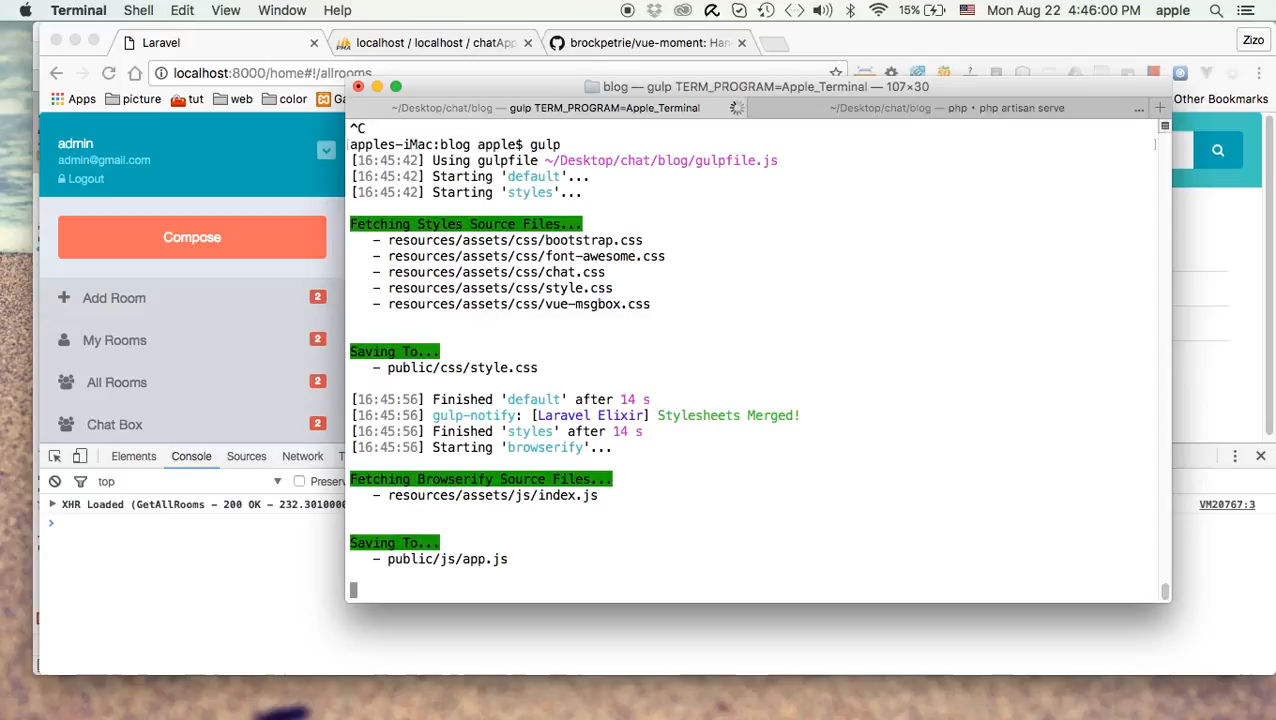 Terminal Shell Edit View Window Help 15% Mon Aug 22 4:46:00 PM apple
Laravel localhost / localhost / chatApp brockpetrie/vue-moment: Han Zizo
localhost:8000/home#!/allrooms
blog — gulp TERM_PROGRAM=Apple_Terminal — 107×30
Apps picture tut web color Other Bookmarks
~/Desktop/chat/blog — gulp TERM_PROGRAM=Apple_Terminal ~/Desktop/chat/blog — php • php artisan serve ...
admin
admin@gmail.com
Logout
Compose
Add Room 2
My Rooms 2
All Rooms 2
Chat Box 2
^C
apples-iMac:blog apple$ gulp
[16:45:42] Using gulpfile ~/Desktop/chat/blog/gulpfile.js
[16:45:42] Starting 'default'...
[16:45:42] Starting 'styles'...
Fetching Styles Source Files...
- resources/assets/css/bootstrap.css
- resources/assets/css/font-awesome.css
- resources/assets/css/chat.css
- resources/assets/css/style.css
- resources/assets/css/vue-msgbox.css
Saving To...
- public/css/style.css
[16:45:56] Finished 'default' after 14 s
[16:45:56] gulp-notify: [Laravel Elixir] Stylesheets Merged!
[16:45:56] Finished 'styles' after 14 s
[16:45:56] Starting 'browserify'...
Fetching Browserify Source Files...
- resources/assets/js/index.js
Saving To...
- public/js/app.js
Elements Console Sources Network
top Preserv
XHR Loaded (GetAllRooms - 200 OK - 232.3010000 VM20767:3